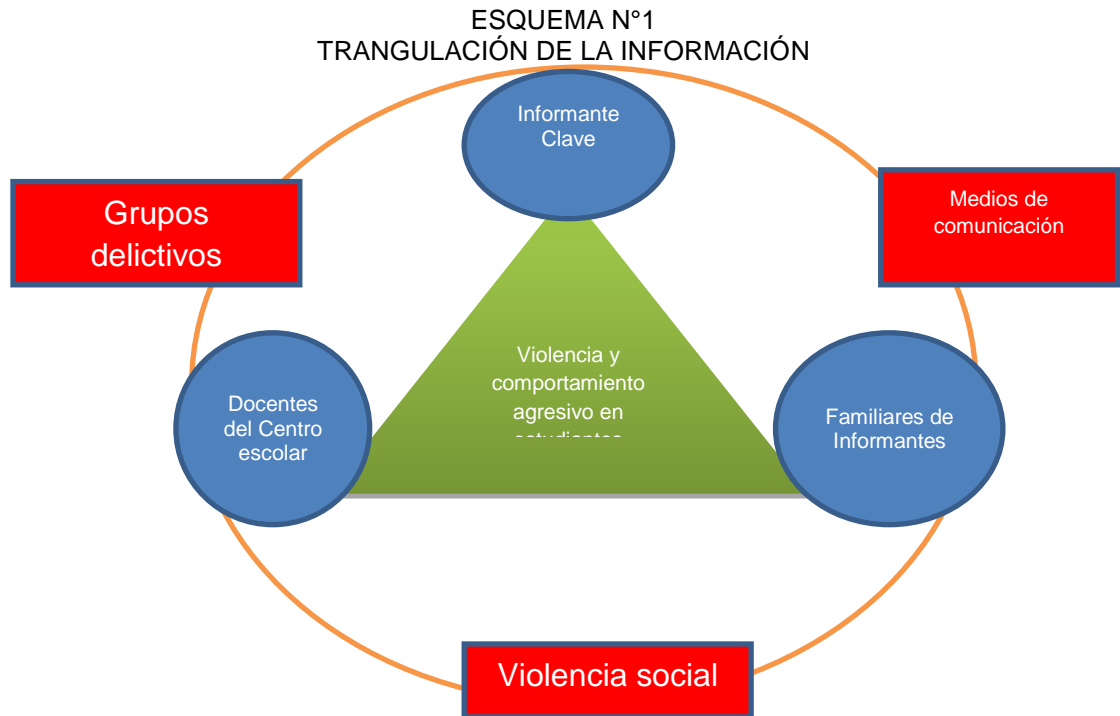 ESQUEMA N°1
TRANGULACIÓN DE LA INFORMACIÓN
Informante
Clave
Grupos
delictivos
Medios de
comunicación
Violencia y
comportamiento
agresivo en
estudiantes
Docentes
del Centro
escolar
Familiares de
Informantes
Violencia social